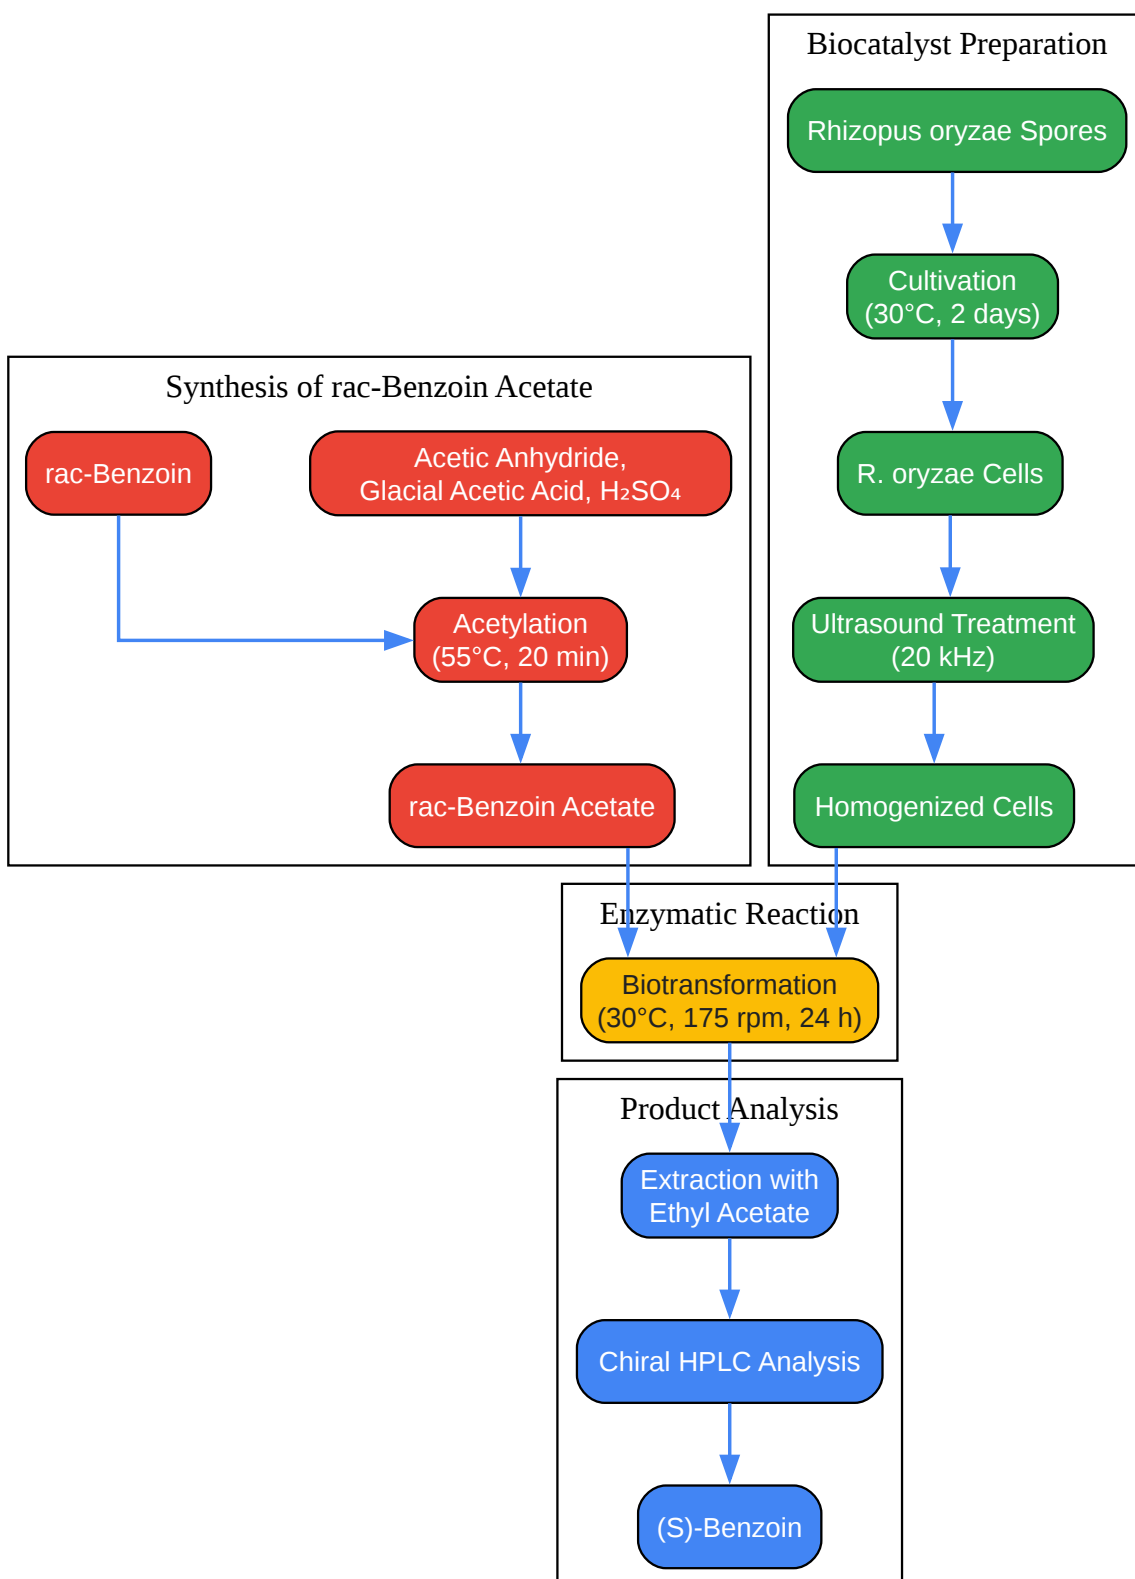 Biocatalyst Preparation
Rhizopus oryzae Spores
Cultivation
(30°C, 2 days)
R. oryzae Cells
Ultrasound Treatment
(20 kHz)
Homogenized Cells
Synthesis of rac-Benzoin Acetate
rac-Benzoin
Acetic Anhydride,
Glacial Acetic Acid, H₂SO₄
Acetylation
(55°C, 20 min)
rac-Benzoin Acetate
Enzymatic Reaction
Biotransformation
(30°C, 175 rpm, 24 h)
Product Analysis
Extraction with
Ethyl Acetate
Chiral HPLC Analysis
(S)-Benzoin